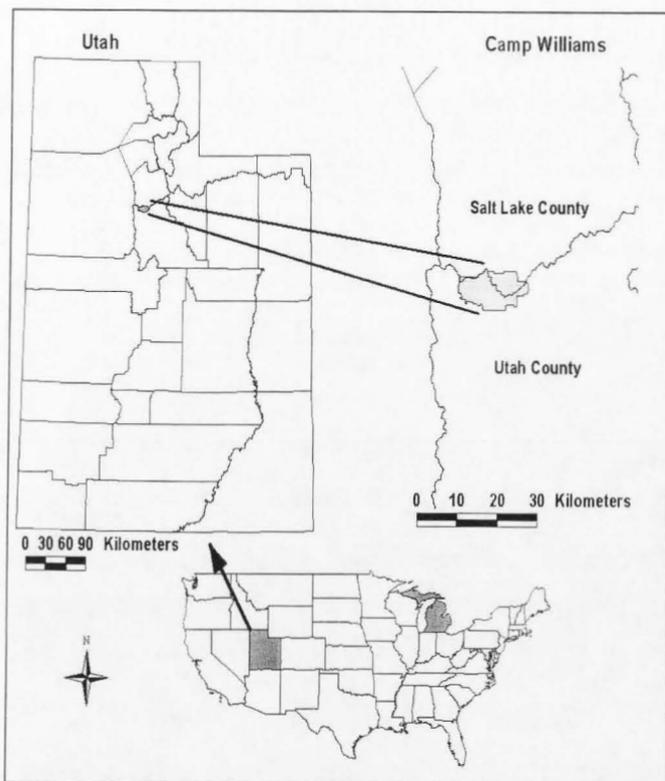 Utah
Camp Williams
Salt Lake County
Utah County
0 10 20 30 Kilometers
0 30 60 90 Kilometers
N